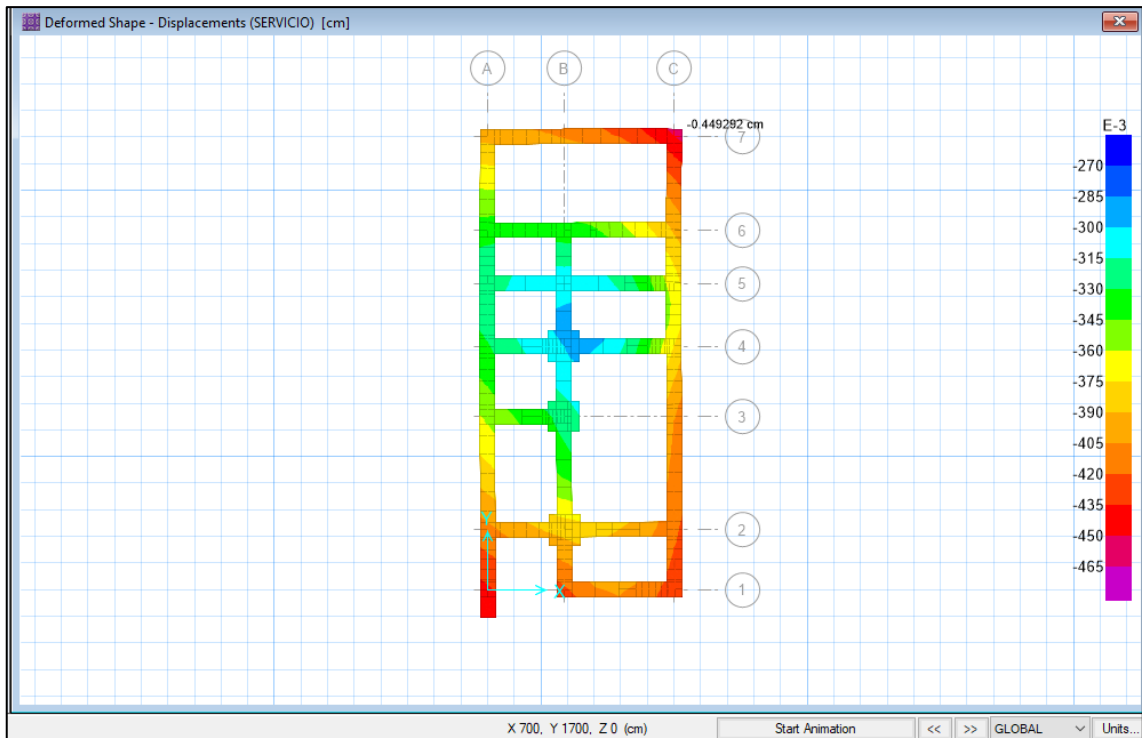 Deformed Shape - Displacements (SERVICIO) [cm]
A
B
C
-0.449292 cm
7
6
5
4
3
2
1
Y
X
E-3
-270
-285
-300
-315
-330
-345
-360
-375
-390
-405
-420
-435
-450
-465
X 700, Y 1700, Z 0 (cm)
Start Animation
<<
>>
GLOBAL
Units...